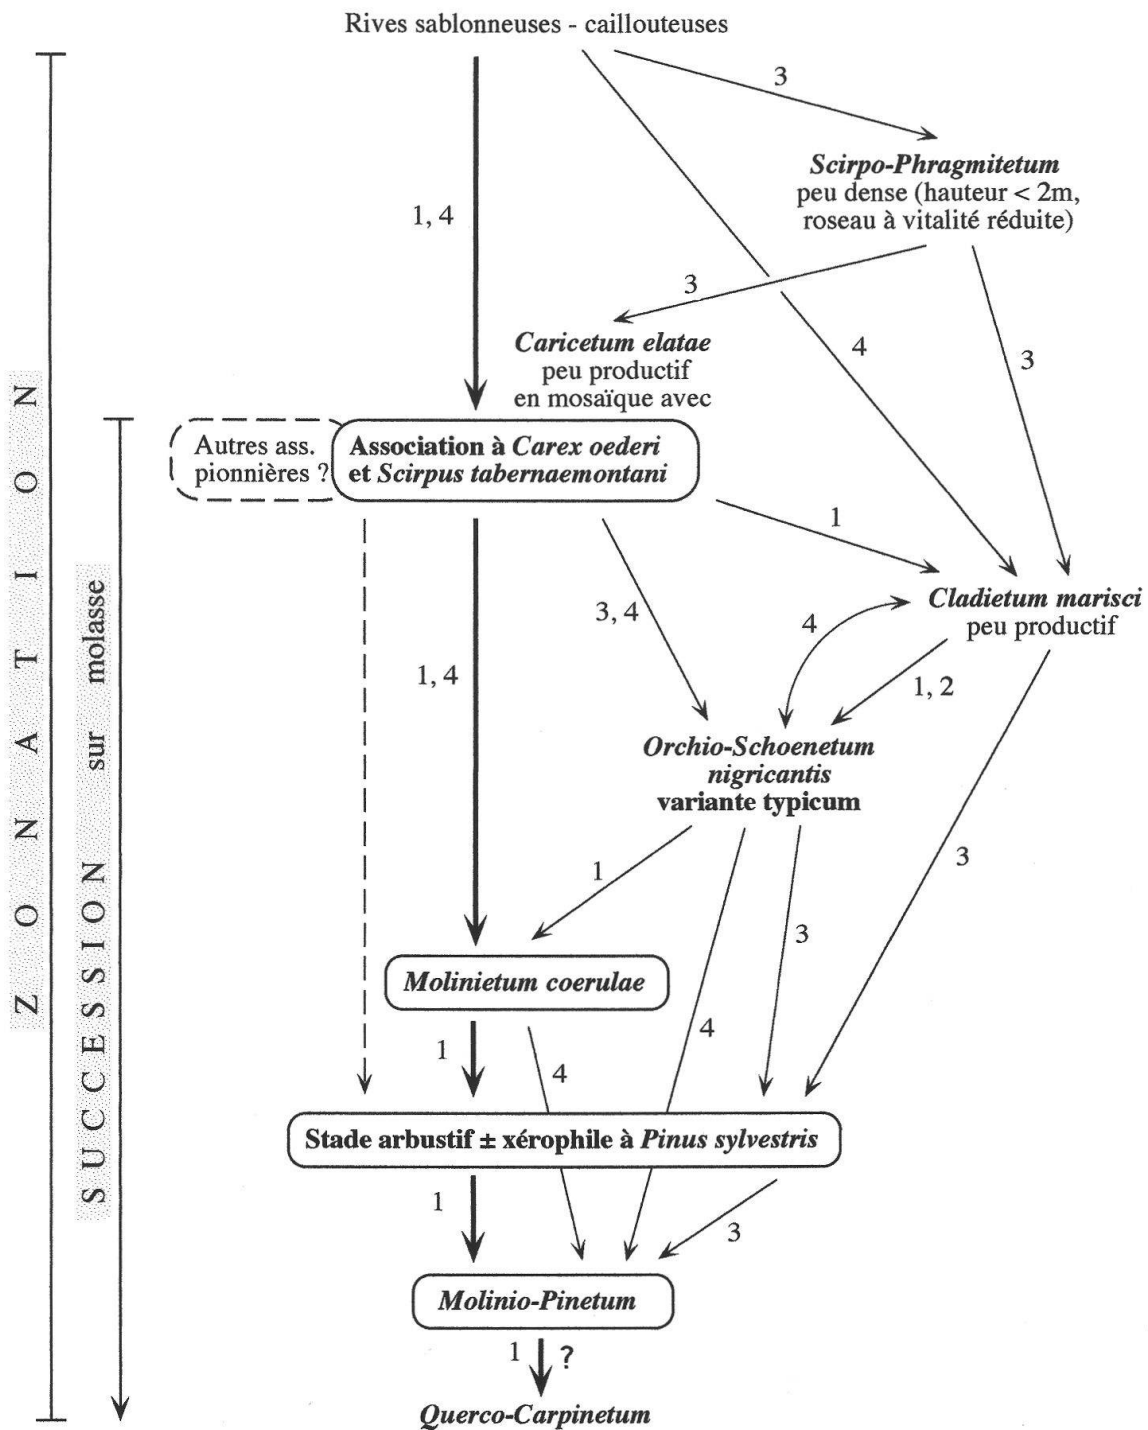 Rives sablonneuses - caillouteuses
3
Scirpo-Phragmitetum
peu dense (hauteur < 2m,
roseau à vitalité réduite)
1, 4
3
Caricetum elatae
peu productif
en mosaïque avec
4
3
Autres ass.
pionnières ?
Association à Carex oederi
et Scirpus tabernaemontani
1
3, 4
Cladietum marisci
peu productif
4
1, 2
1, 4
Orchio-Schoenetum
nigricantis
variante typicum
1
3
3
Molinietum coerulae
1
4
4
Stade arbustif ± xérophile à Pinus sylvestris
1
3
Molinio-Pinetum
1
?
Querco-Carpinetum
ZONATION
SUCCESSION sur molasse